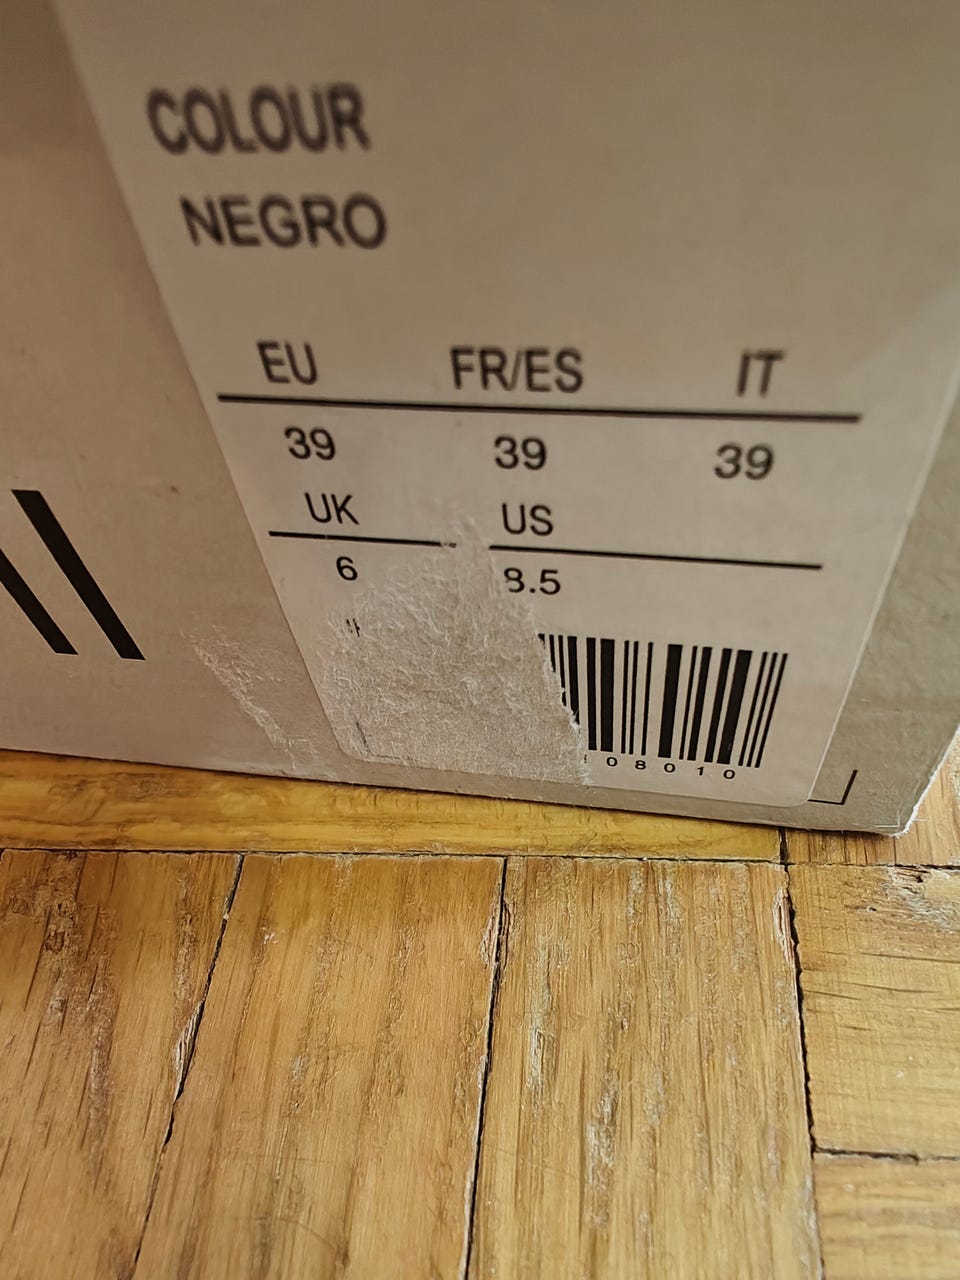 COLOUR
NEGRO
EU FR/ES IT
39 39 39
UK US
6 8.5
08010